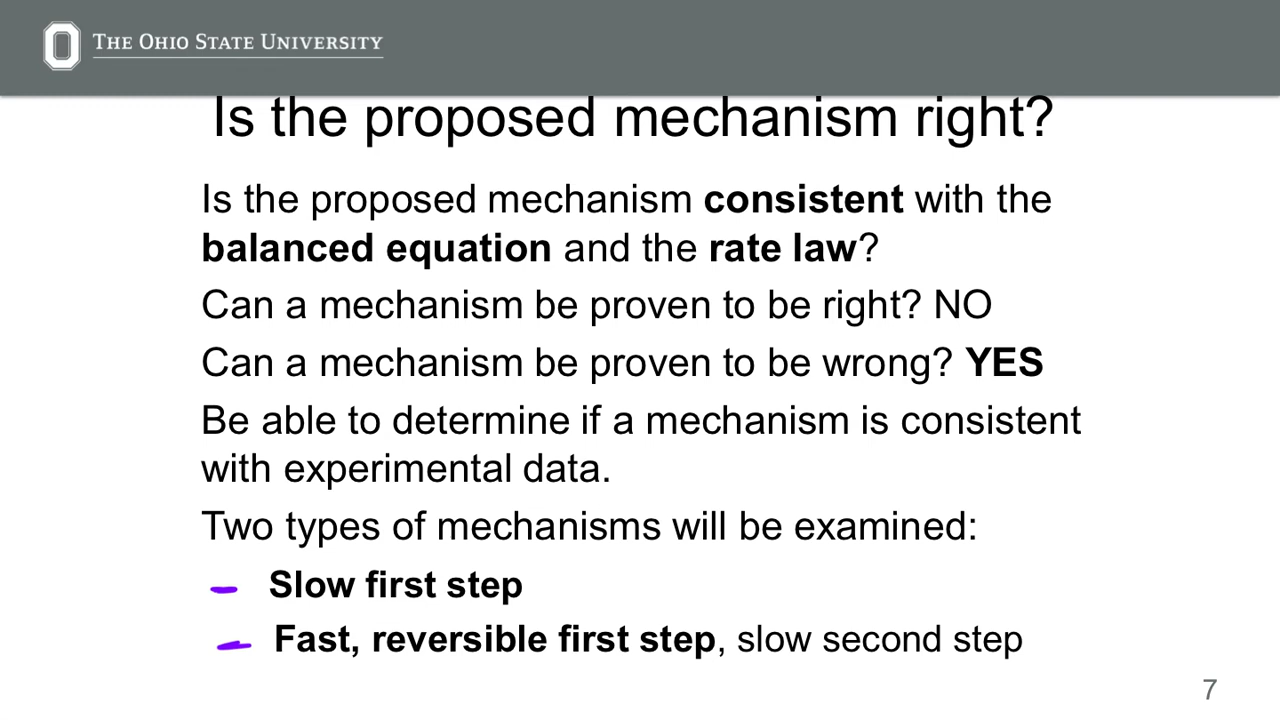 THE OHIO STATE UNIVERSITY
Is the proposed mechanism right?
Is the proposed mechanism consistent with the
balanced equation and the rate law?
Can a mechanism be proven to be right? NO
Can a mechanism be proven to be wrong? YES
Be able to determine if a mechanism is consistent
with experimental data.
Two types of mechanisms will be examined:
Slow first step
Fast, reversible first step, slow second step
7